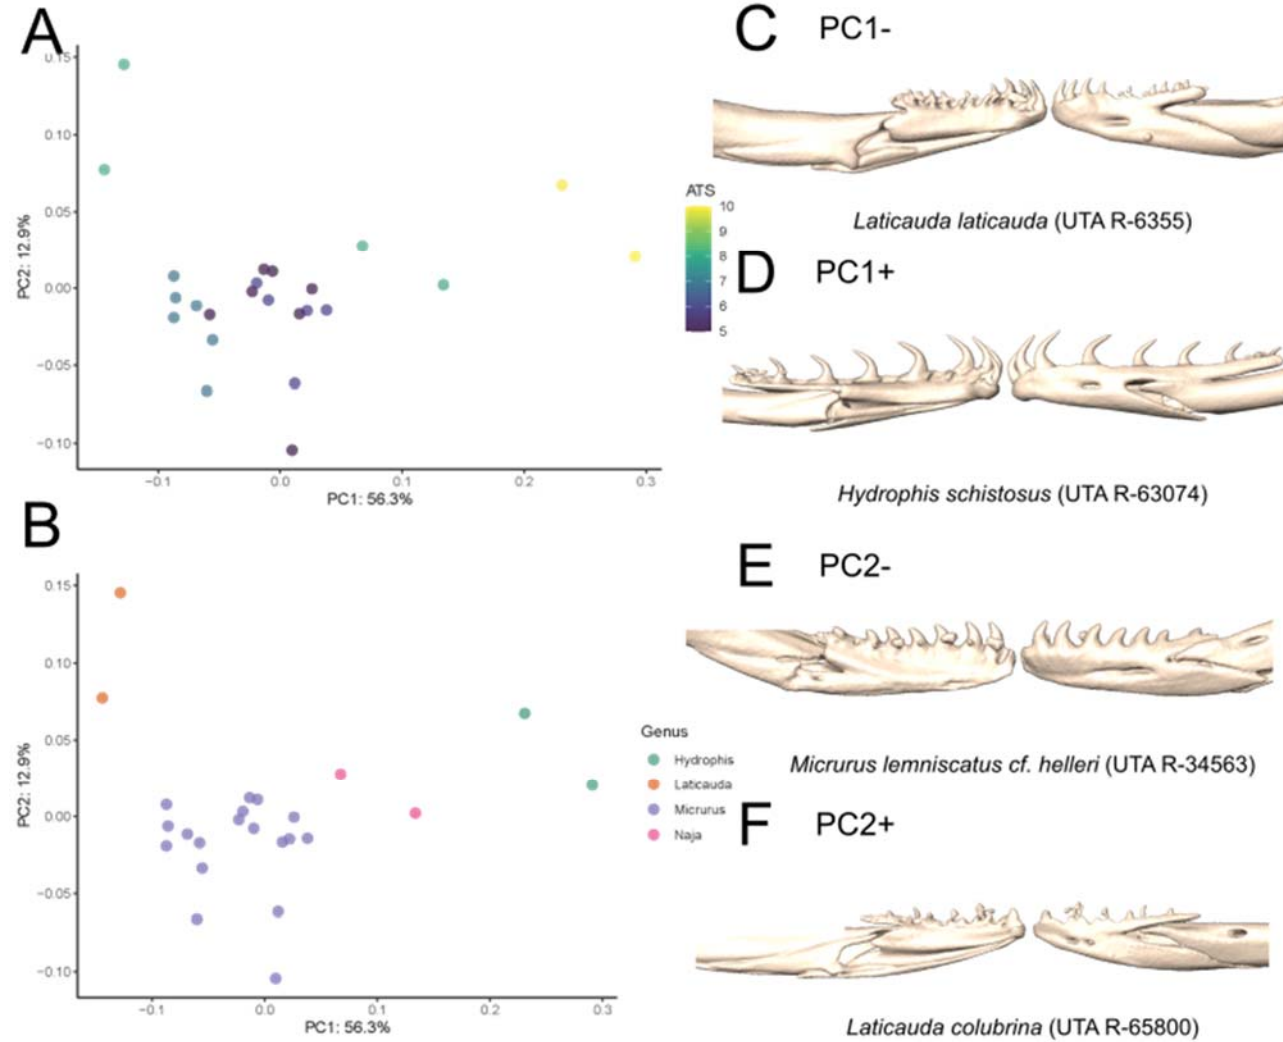 A
0.15
0.10
0.05
0.00
−0.05
−0.10
PC2: 12.9%
−0.1
0.0
0.1
0.2
0.3
PC1: 56.3%
ATS
10
9
8
7
6
5
B
0.15
0.10
0.05
0.00
−0.05
−0.10
PC2: 12.9%
−0.1
0.0
0.1
0.2
0.3
PC1: 56.3%
Genus
Hydrophis
Laticauda
Micrurus
Naja
C PC1-
Laticauda laticauda (UTA R-6355)
D PC1+
Hydrophis schistosus (UTA R-63074)
E PC2-
Micrurus lemniscatus cf. helleri (UTA R-34563)
F PC2+
Laticauda colubrina (UTA R-65800)